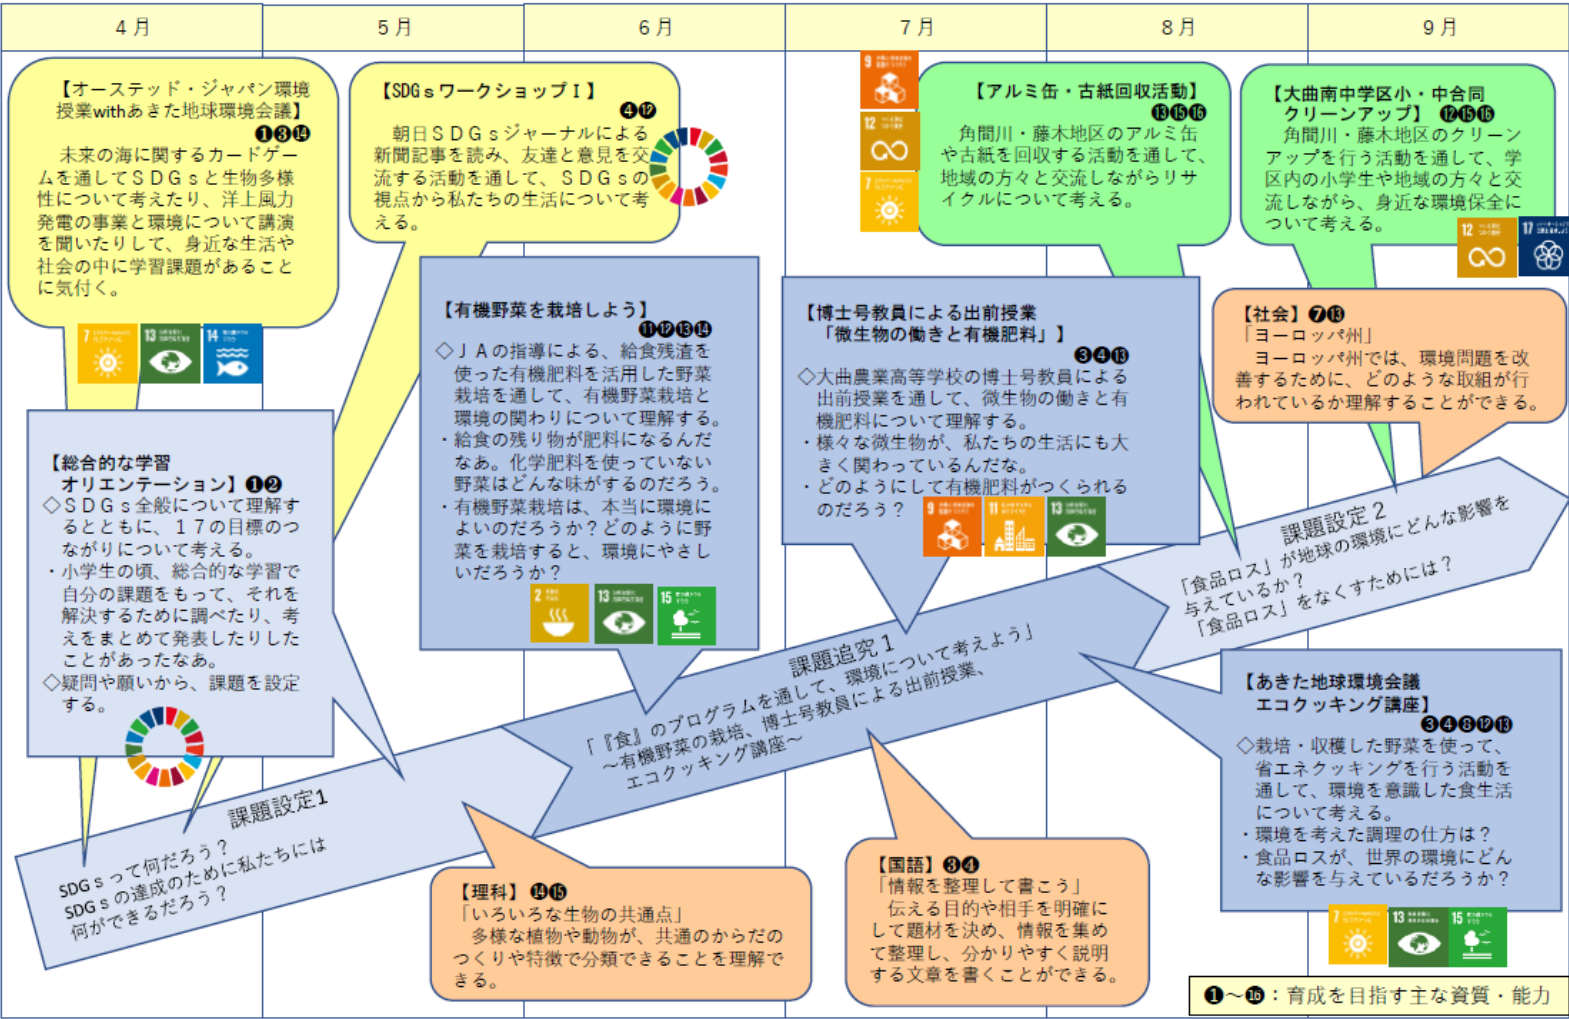 4月
5月
6月
7月
8月
9月
【オーステッド・ジャパン環境
授業withあきた地球環境会議】
❶❸⓮
未来の海に関するカードゲー
ムを通してSDGsと生物多様
性について考えたり、洋上風力
発電の事業と環境について講演
を聞いたりして、身近な生活や
社会の中に学習課題があること
に気付く。
7
13
14
【SDGsワークショップⅠ】
❹⓬
朝日SDGsジャーナルによる
新聞記事を読み、友達と意見を交
流する活動を通して、SDGsの
視点から私たちの生活について考
える。
9
12
7
【アルミ缶・古紙回収活動】
⓭⓯⓰
角間川・藤木地区のアルミ缶
や古紙を回収する活動を通して、
地域の方々と交流しながらリサ
イクルについて考える。
【大曲南中学区小・中合同
クリーンアップ】⓬⓯⓰
角間川・藤木地区のクリーン
アップを行う活動を通して、学
区内の小学生や地域の方々と交
流しながら、身近な環境保全に
ついて考える。
12
17
【総合的な学習
オリエンテーション】❶❷
◇SDGs全般について理解す
るとともに、17の目標のつ
ながりについて考える。
・小学生の頃、総合的な学習で
自分の課題をもって、それを
解決するために調べたり、考
えをまとめて発表したりした
ことがあったなあ。
◇疑問や願いから、課題を設定
する。
【有機野菜を栽培しよう】
⓫⓬⓭⓮
◇JAの指導による、給食残渣を
使った有機肥料を活用した野菜
栽培を通して、有機野菜栽培と
環境の関わりについて理解する。
・給食の残り物が肥料になるんだ
なあ。化学肥料を使っていない
野菜はどんな味がするのだろう。
・有機野菜栽培は、本当に環境に
よいのだろうか？どのように野
菜を栽培すると、環境にやさし
いだろうか？
2
13
15
【博士号教員による出前授業
「微生物の働きと有機肥料」】
❸❹⓭
◇大曲農業高等学校の博士号教員による
出前授業を通して、微生物の働きと有
機肥料について理解する。
・様々な微生物が、私たちの生活にも大
きく関わっているんだな。
・どのようにして有機肥料がつくられる
のだろう？
9
11
13
【社会】❼⓭
「ヨーロッパ州」
ヨーロッパ州では、環境問題を改
善するために、どのような取組が行
われているか理解することができる。
課題設定1
SDGsって何だろう？
SDGsの達成のために私たちには
何ができるだろう？
課題追究1
「『食』のプログラムを通して、環境について考えよう」
～有機野菜の栽培、博士号教員による出前授業、
エコクッキング講座～
課題設定2
「食品ロス」が地球の環境にどんな影響を
与えているか？
「食品ロス」をなくすためには？
【理科】⓮⓯
「いろいろな生物の共通点」
多様な植物や動物が、共通のからだの
つくりや特徴で分類できることを理解で
きる。
【国語】❸❹
「情報を整理して書こう」
伝える目的や相手を明確に
して題材を決め、情報を集め
て整理し、分かりやすく説明
する文章を書くことができる。
【あきた地球環境会議
エコクッキング講座】
❸❹❽⓬⓭
◇栽培・収穫した野菜を使って、
省エネクッキングを行う活動を
通して、環境を意識した食生活
について考える。
・環境を考えた調理の仕方は？
・食品ロスが、世界の環境にどん
な影響を与えているだろうか？
7
13
15
❶～⓰：育成を目指す主な資質・能力